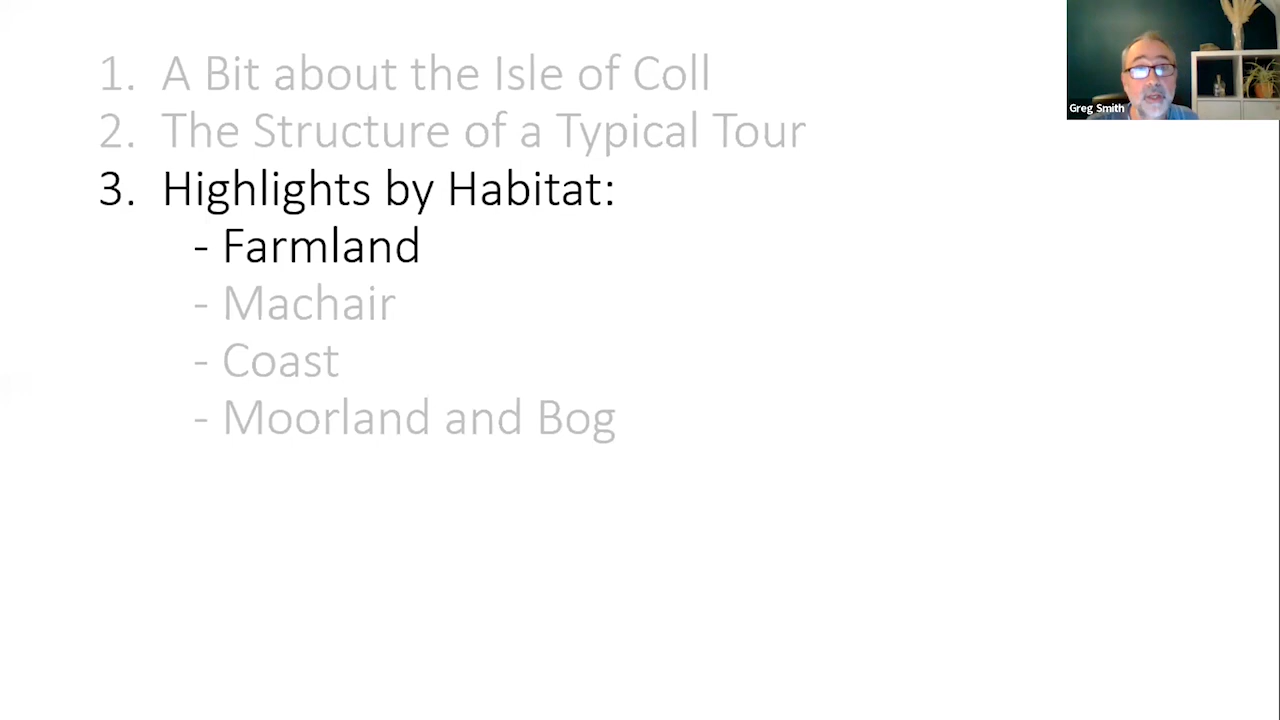 1. A Bit about the Isle of Coll
2. The Structure of a Typical Tour
3. Highlights by Habitat:
- Farmland
- Machair
- Coast
- Moorland and Bog
Greg Smith